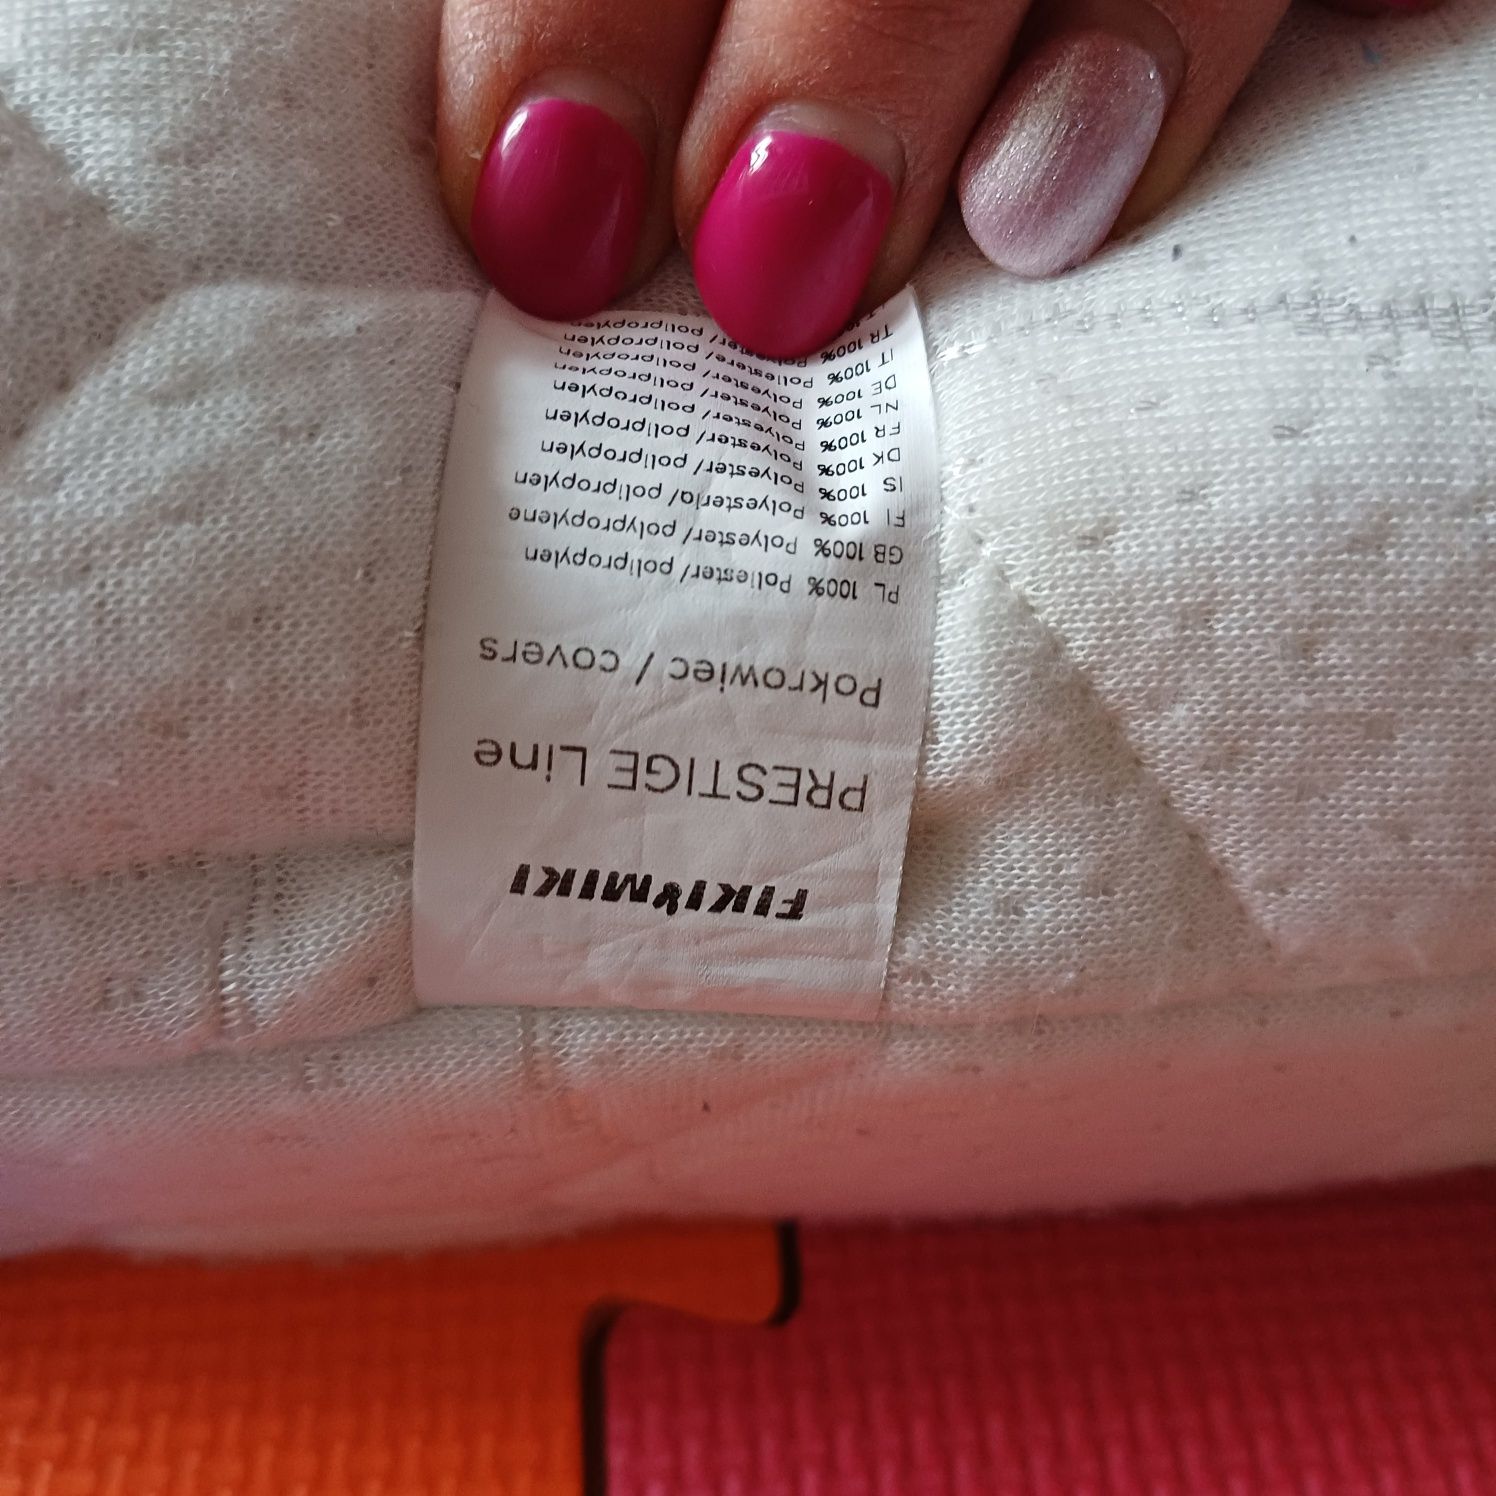 FIKI MIKI
PRESTIGE Line
Pokrowiec / covers
PL 100% Poliester/ polipropylen
GB 100% Polyester/ polypropylene
FI 100% Polyesteria/ polipropylen
IS 100% Polyester/ polipropylen
DK 100% Polyester/ polipropylen
FR 100% Polyester/ polipropylen
NL 100% Polyester/ polipropylen
DE 100% Polyester/ polipropylen
IT 100% Poliestere/ polipropylen
TR 100% Polyester/ polipropylen